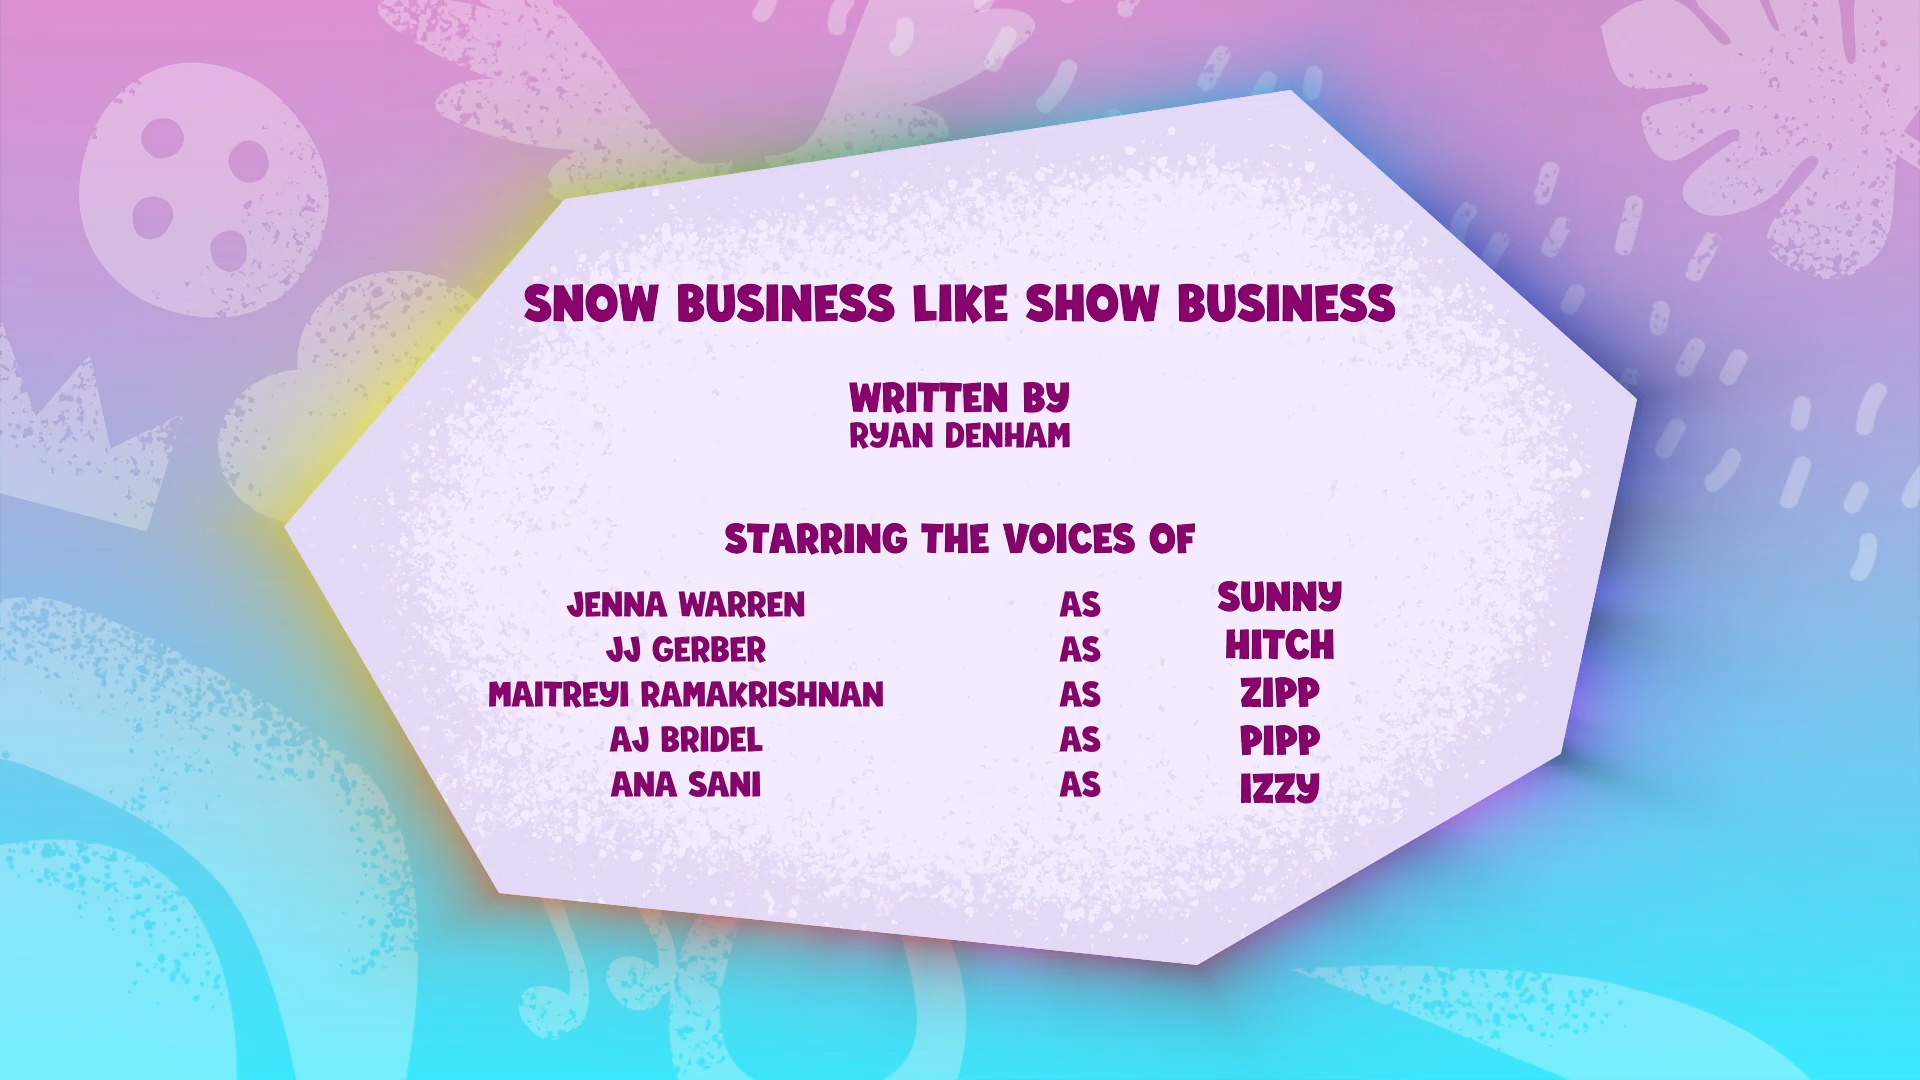 SNOW BUSINESS LIKE SHOW BUSINESS
WRITTEN BY
RYAN DENHAM
STARRING THE VOICES OF
JENNA WARREN AS SUNNY
JJ GERBER AS HITCH
MAITREYI RAMAKRISHNAN AS ZIPP
AJ BRIDEL AS PIPP
ANA SANI AS IZZY